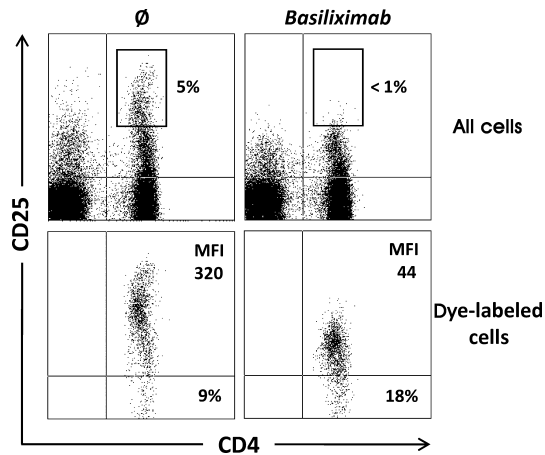 Ø
Basiliximab
5%
< 1%
All cells
CD25
MFI
320
MFI
44
Dye-labeled
cells
9%
18%
CD4